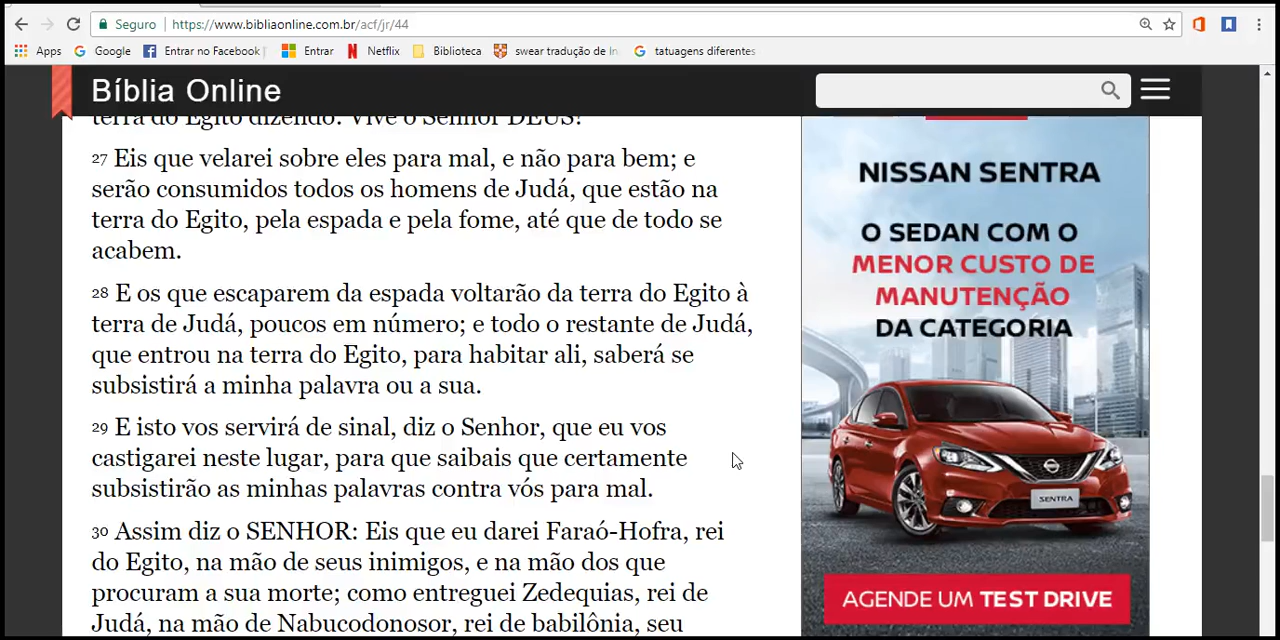 Seguro https://www.bibliaonline.com.br/acf/jr/44
Apps Google Entrar no Facebook Entrar Netflix Biblioteca swear tradução de In tatuagens diferentes
Bíblia Online
terra do Egito dizendo: Vive o Senhor DEUS!
27 Eis que velarei sobre eles para mal, e não para bem; e
serão consumidos todos os homens de Judá, que estão na
terra do Egito, pela espada e pela fome, até que de todo se
acabem.
28 E os que escaparem da espada voltarão da terra do Egito à
terra de Judá, poucos em número; e todo o restante de Judá,
que entrou na terra do Egito, para habitar ali, saberá se
subsistirá a minha palavra ou a sua.
29 E isto vos servirá de sinal, diz o Senhor, que eu vos
castigarei neste lugar, para que saibais que certamente
subsistirão as minhas palavras contra vós para mal.
30 Assim diz o SENHOR: Eis que eu darei Faraó-Hofra, rei
do Egito, na mão de seus inimigos, e na mão dos que
procuram a sua morte; como entreguei Zedequias, rei de
Judá, na mão de Nabucodonosor, rei de babilônia, seu
NISSAN SENTRA
O SEDAN COM O
MENOR CUSTO DE
MANUTENÇÃO
DA CATEGORIA
SENTRA
AGENDE UM TEST DRIVE